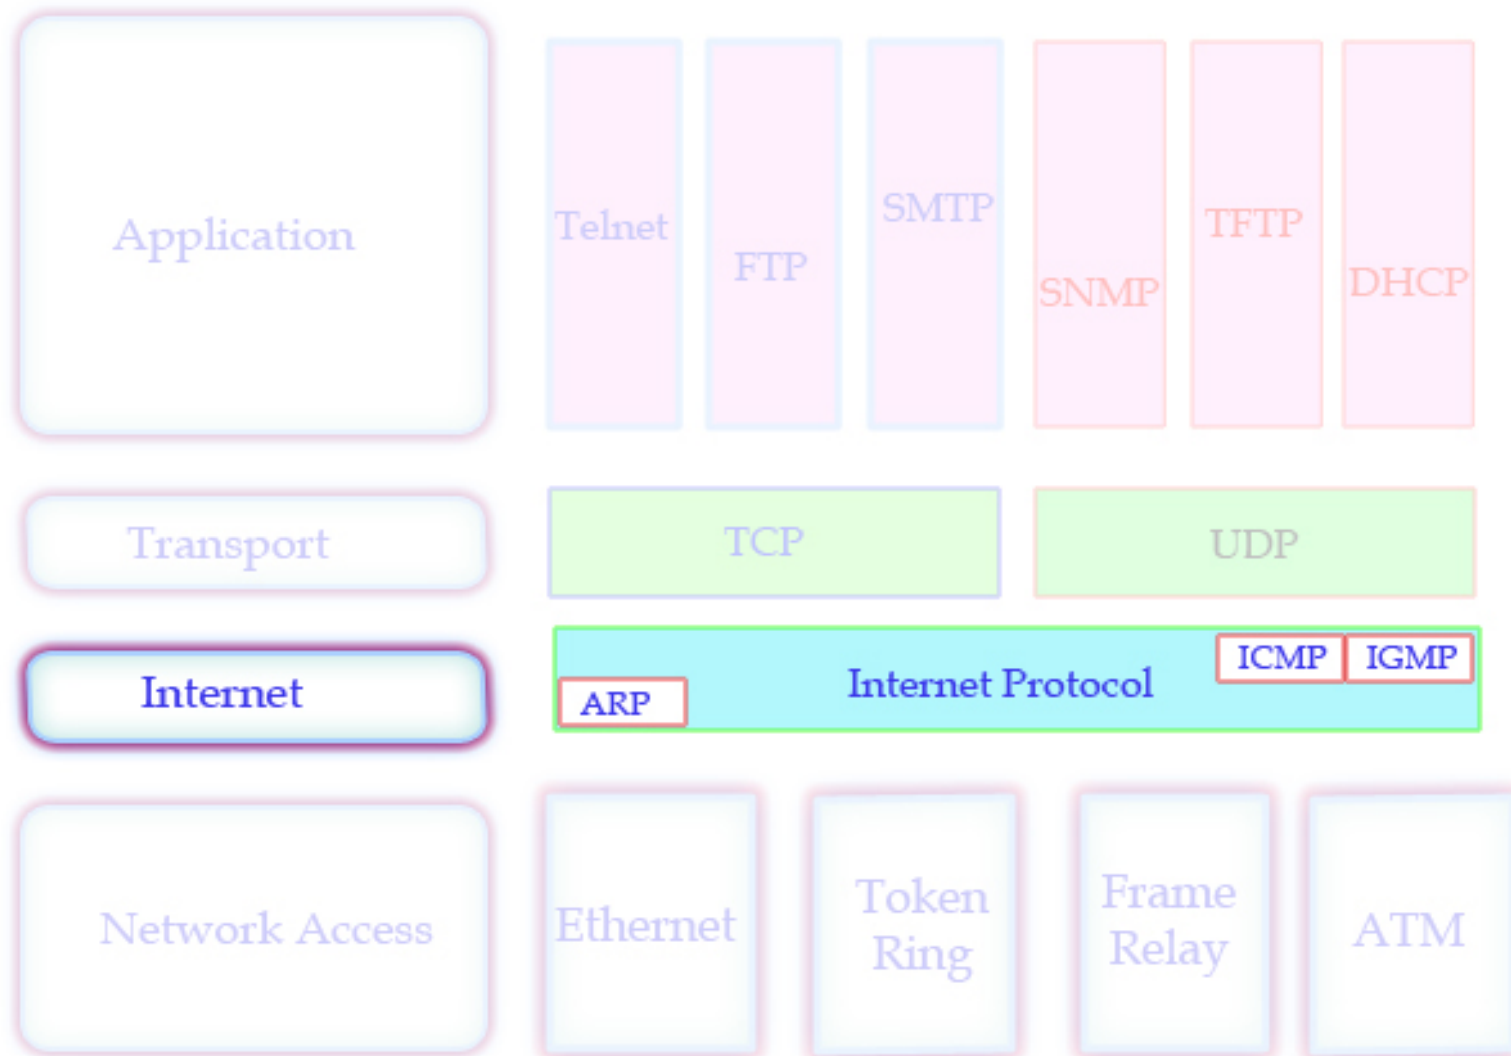 Application
Telnet
FTP
SMTP
SNMP
TFTP
DHCP
Transport
TCP
UDP
Internet
ARP
Internet Protocol
ICMP
IGMP
Network Access
Ethernet
Token
Ring
Frame
Relay
ATM